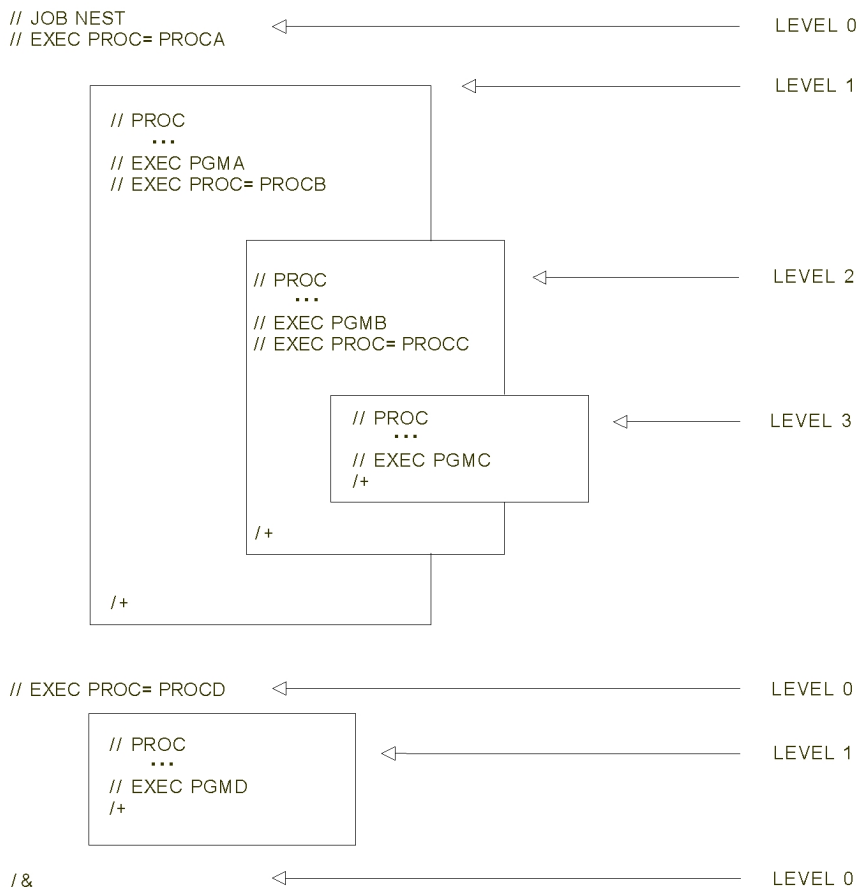 // JOB NEST
// EXEC PROC= PROCA
LEVEL 0
LEVEL 1
// PROC
...
// EXEC PGMA
// EXEC PROC= PROCB
LEVEL 2
// PROC
...
// EXEC PGMB
// EXEC PROC= PROCC
LEVEL 3
// PROC
...
// EXEC PGMC
/+
/+
/+
// EXEC PROC= PROCD
LEVEL 0
// PROC
...
// EXEC PGMD
/+
LEVEL 1
/ &
LEVEL 0